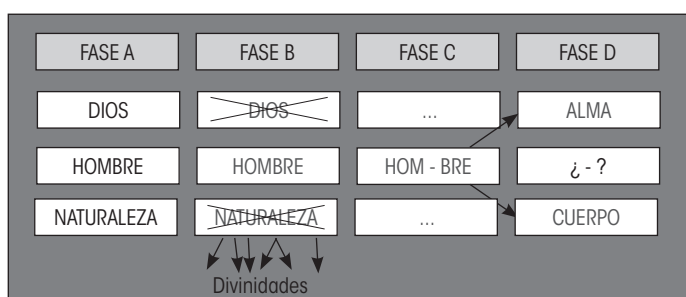 FASE A FASE B FASE C FASE D
DIOS DIOS ... ALMA
HOMBRE HOMBRE HOM - BRE ¿ - ?
NATURALEZA NATURALEZA ... CUERPO
Divinidades